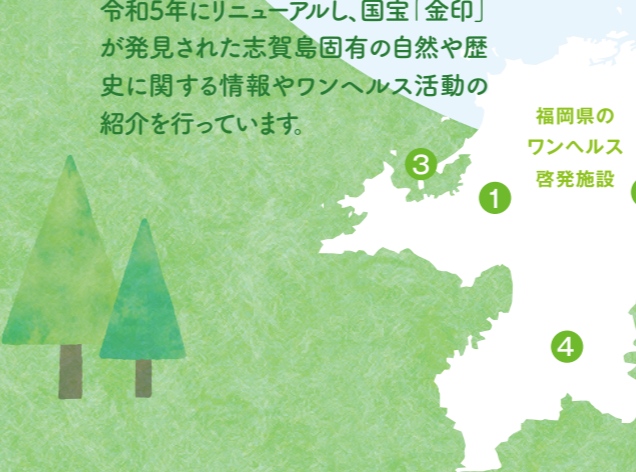 令和5年にリニューアルし、国宝「金印」
が発見された志賀島固有の自然や歴
史に関する情報やワンヘルス活動の
紹介を行っています。
福岡県の
ワンヘルス
啓発施設
3
1
4